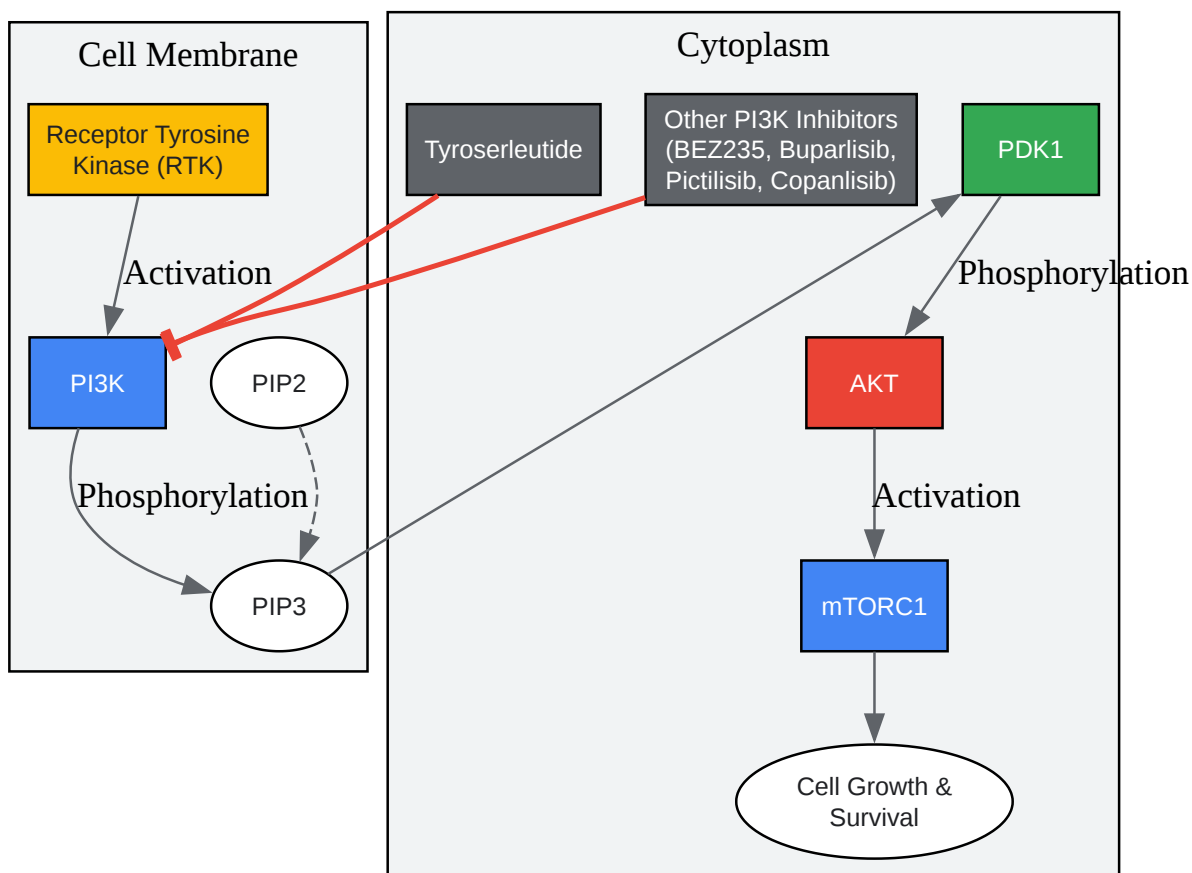 Cell Membrane
Receptor Tyrosine
Kinase (RTK)
Activation
PI3K
PIP2
Phosphorylation
PIP3
Cytoplasm
Tyroserleutide
Other PI3K Inhibitors
(BEZ235, Buparlisib,
Pictilisib, Copanlisib)
PDK1
Phosphorylation
AKT
Activation
mTORC1
Cell Growth &
Survival